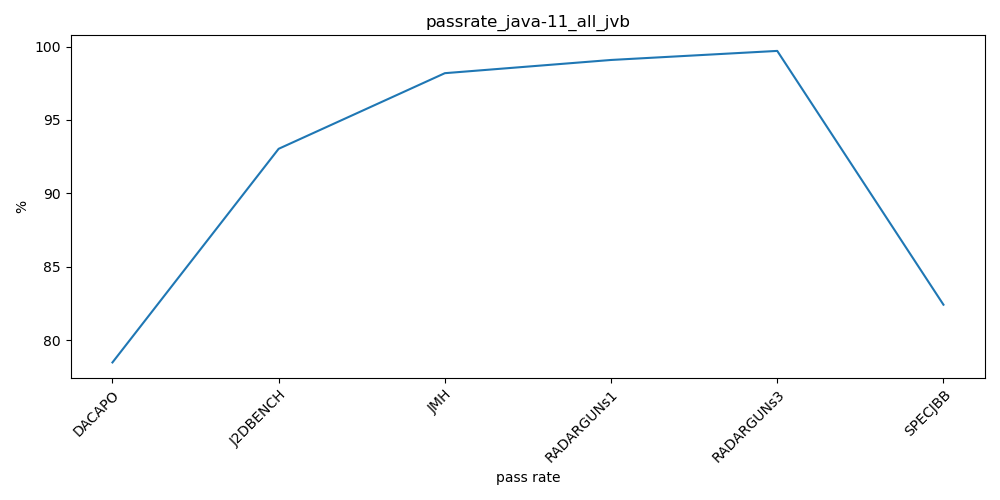 passrate_java-11_all_jvb
100
95
90
85
80
%
DACAPO
J2DBENCH
JMH
RADARGUNs1
RADARGUNs3
SPECJBB
pass rate